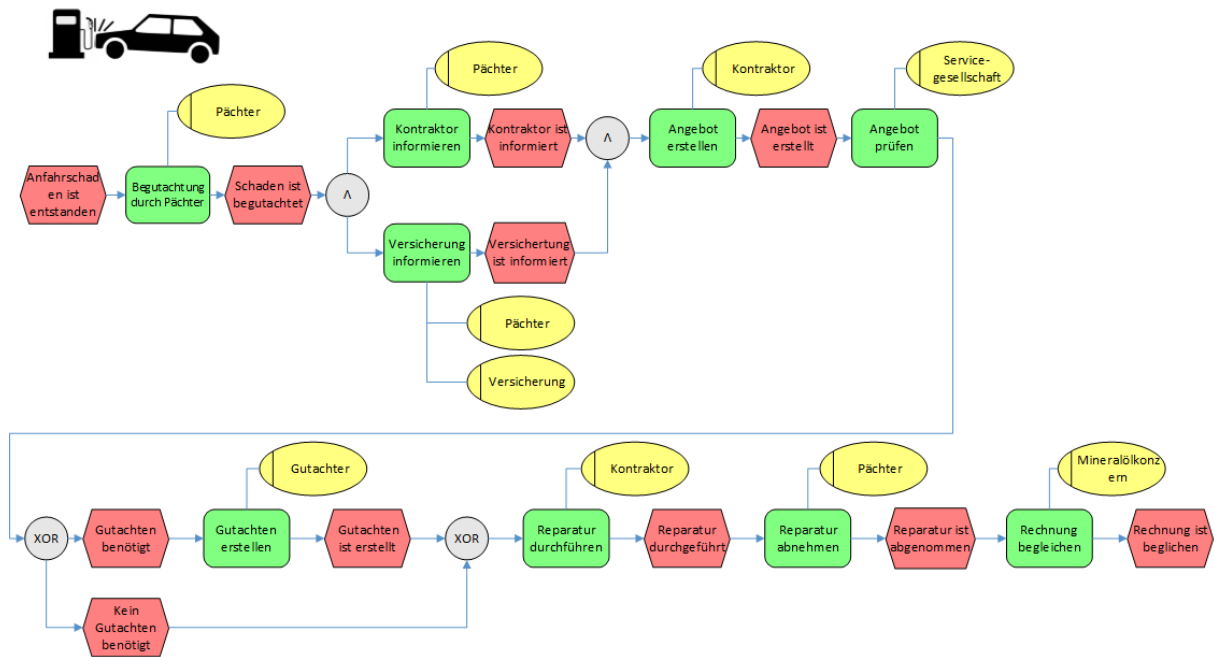 Pächter
Kontraktor
Service-
gesellschaft
Pächter
Kontraktor
informieren
Kontraktor ist
informiert
Λ
Angebot
erstellen
Angebot ist
erstellt
Angebot
prüfen
Anfahrschad
en ist
entstanden
Begutachtung
durch Pächter
Schaden ist
begutachtet
Λ
Versicherung
informieren
Versichertung
ist informiert
Pächter
Versicherung
Gutachter
Kontraktor
Pächter
Mineralölkonz
ern
XOR
Gutachten
benötigt
Gutachten
erstellen
Gutachten
ist erstellt
XOR
Reparatur
durchführen
Reparatur
durchgeführt
Reparatur
abnehmen
Reparatur ist
abgenommen
Rechnung
begleichen
Rechnung ist
beglichen
Kein
Gutachten
benötigt